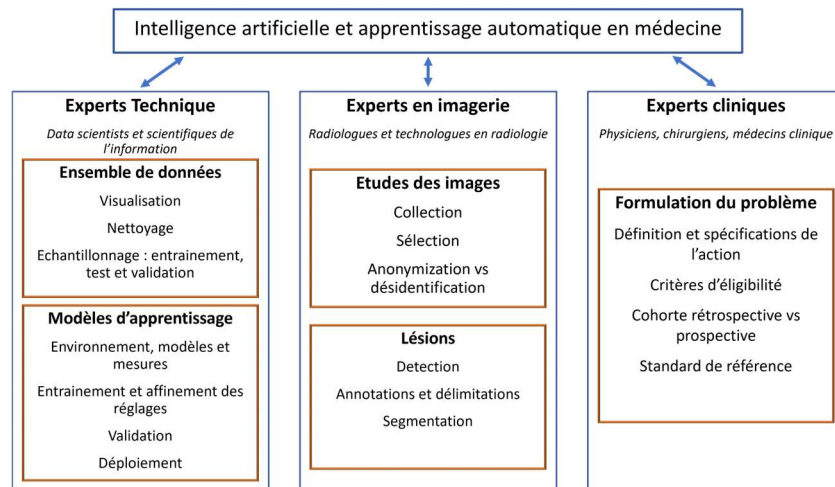 Intelligence artificielle et apprentissage automatique en médecine
Experts Technique
Data scientists et scientifiques de
l'information
Ensemble de données
Visualisation
Nettoyage
Echantillonnage : entrainement,
test et validation
Modèles d'apprentissage
Environnement, modèles et
mesures
Entrainement et affinement des
réglages
Validation
Déploiement
Experts en imagerie
Radiologues et technologues en radiologie
Etudes des images
Collection
Sélection
Anonymization vs
désidentification
Lésions
Detection
Annotations et délimitations
Segmentation
Experts cliniques
Physiciens, chirurgiens, médecins clinique
Formulation du problème
Définition et spécifications de
l'action
Critères d'éligibilité
Cohorte rétrospective vs
prospective
Standard de référence